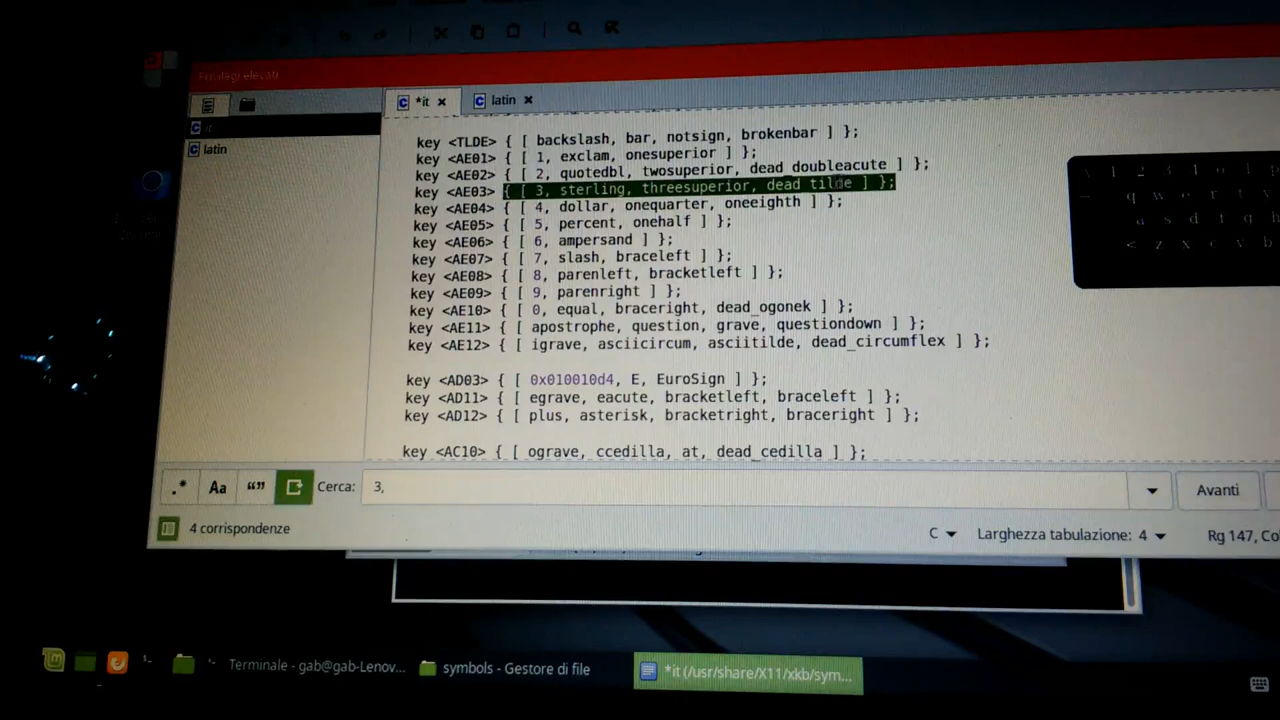 Privilegi elevati
*it
latin
it
latin
key <TLDE> { [ backslash, bar, notsign, brokenbar ] };
key <AE01> { [ 1, exclam, onesuperior ] };
key <AE02> { [ 2, quotedbl, twosuperior, dead_doubleacute ] };
key <AE03> { [ 3, sterling, threesuperior, dead_tilde ] };
key <AE04> { [ 4, dollar, onequarter, oneeighth ] };
key <AE05> { [ 5, percent, onehalf ] };
key <AE06> { [ 6, ampersand ] };
key <AE07> { [ 7, slash, braceleft ] };
key <AE08> { [ 8, parenleft, bracketleft ] };
key <AE09> { [ 9, parenright ] };
key <AE10> { [ 0, equal, braceright, dead_ogonek ] };
key <AE11> { [ apostrophe, question, grave, questiondown ] };
key <AE12> { [ igrave, asciicircum, asciitilde, dead_circumflex ] };
key <AD03> { [ 0x010010d4, E, EuroSign ] };
key <AD11> { [ egrave, eacute, bracketleft, braceleft ] };
key <AD12> { [ plus, asterisk, bracketright, braceright ] };
key <AC10> { [ ograve, ccedilla, at, dead_cedilla ] };
q w e r t
< z x c v b
.* Aa “” Cerca: 3, Avanti
4 corrispondenze C Larghezza tabulazione: 4 Rg 147, Co
Terminale - gab@gab-Lenov... symbols - Gestore di file *it (/usr/share/X11/xkb/sym...